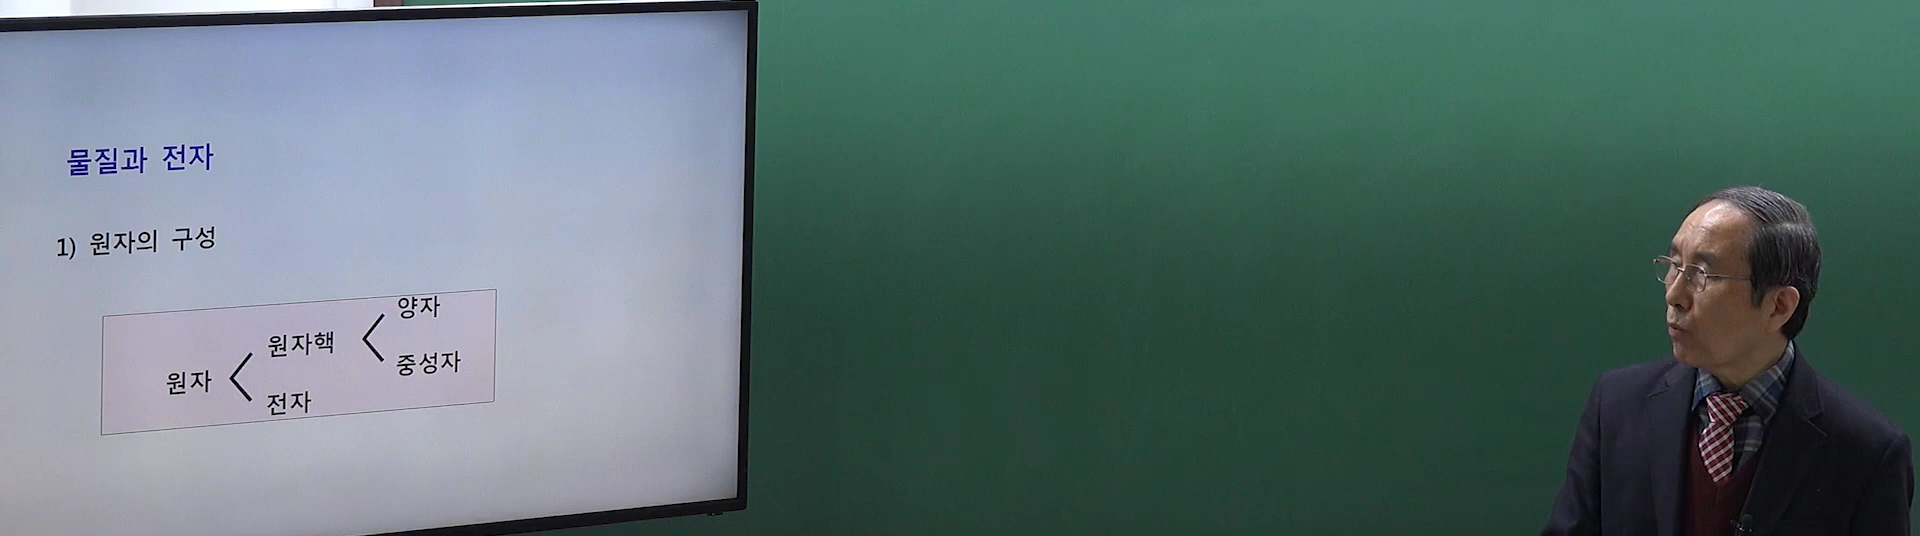 물질과 전자
1) 원자의 구성
양자
원자핵
중성자
원자
전자